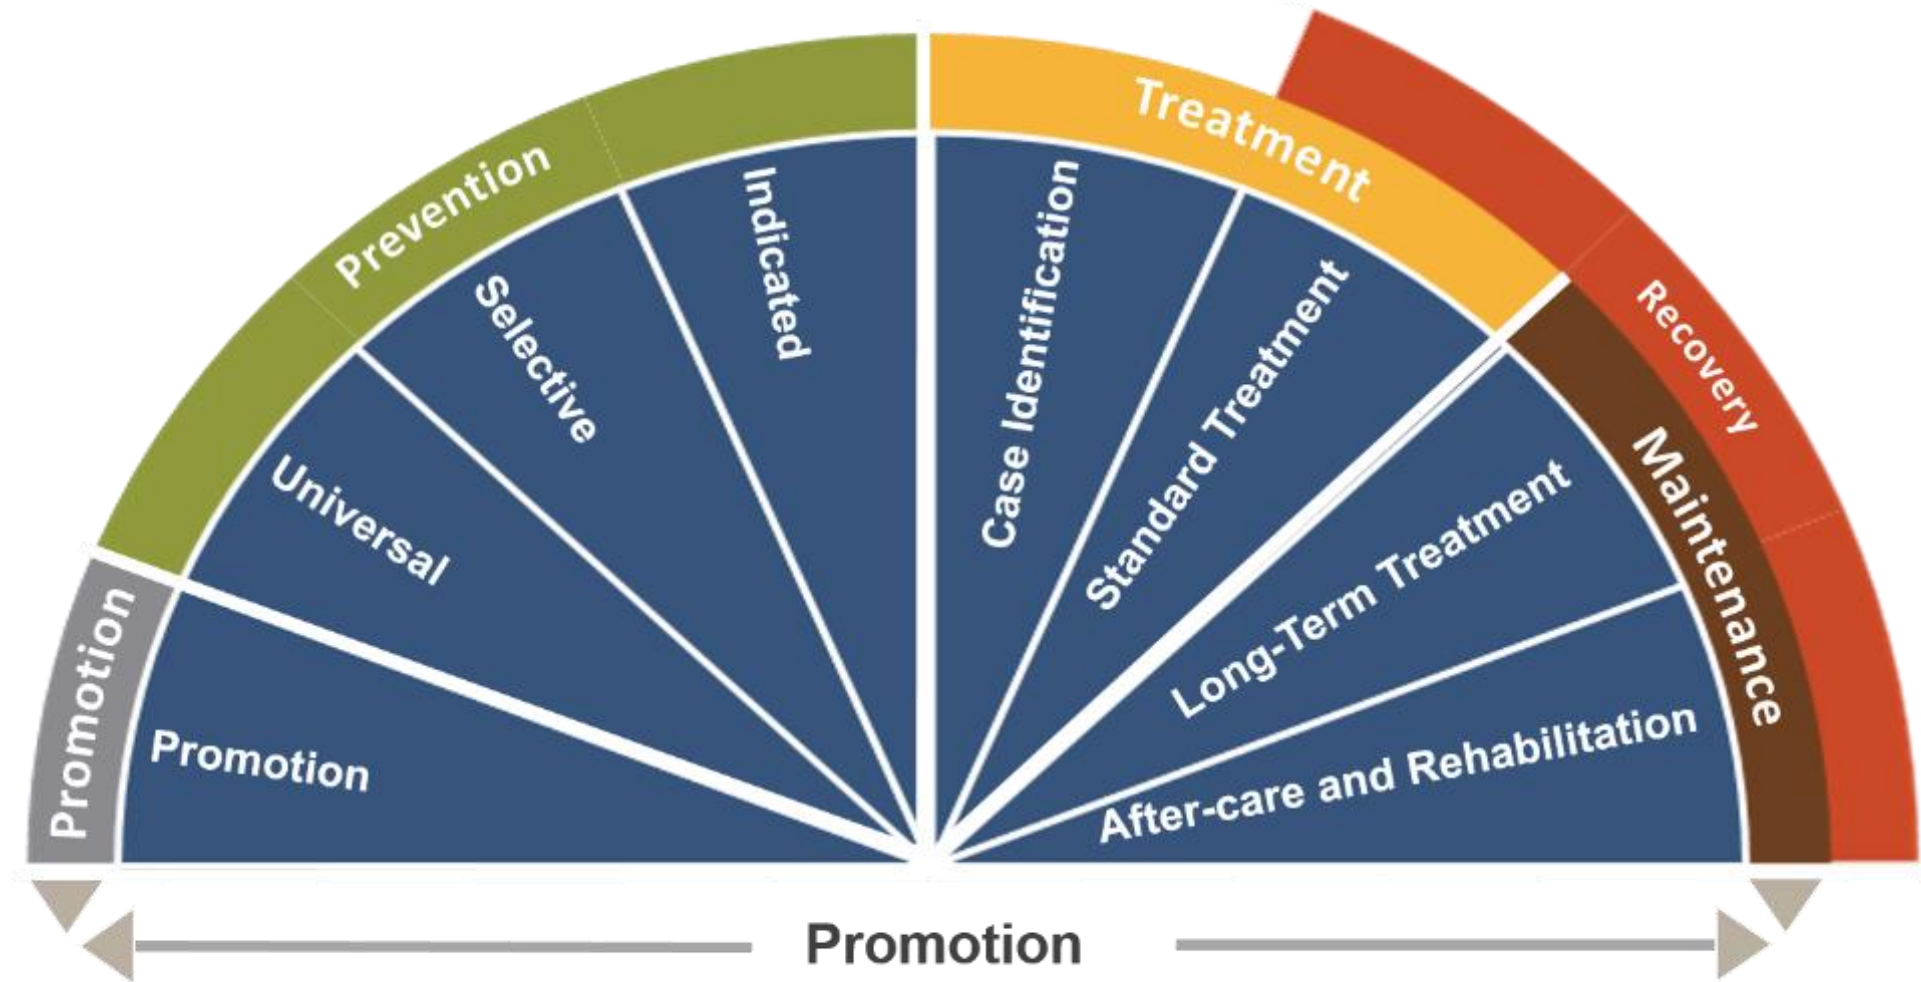 Promotion
Prevention
Treatment
Recovery
Maintenance
Promotion
Universal
Selective
Indicated
Case Identification
Standard Treatment
Long-Term Treatment
After-care and Rehabilitation
Promotion